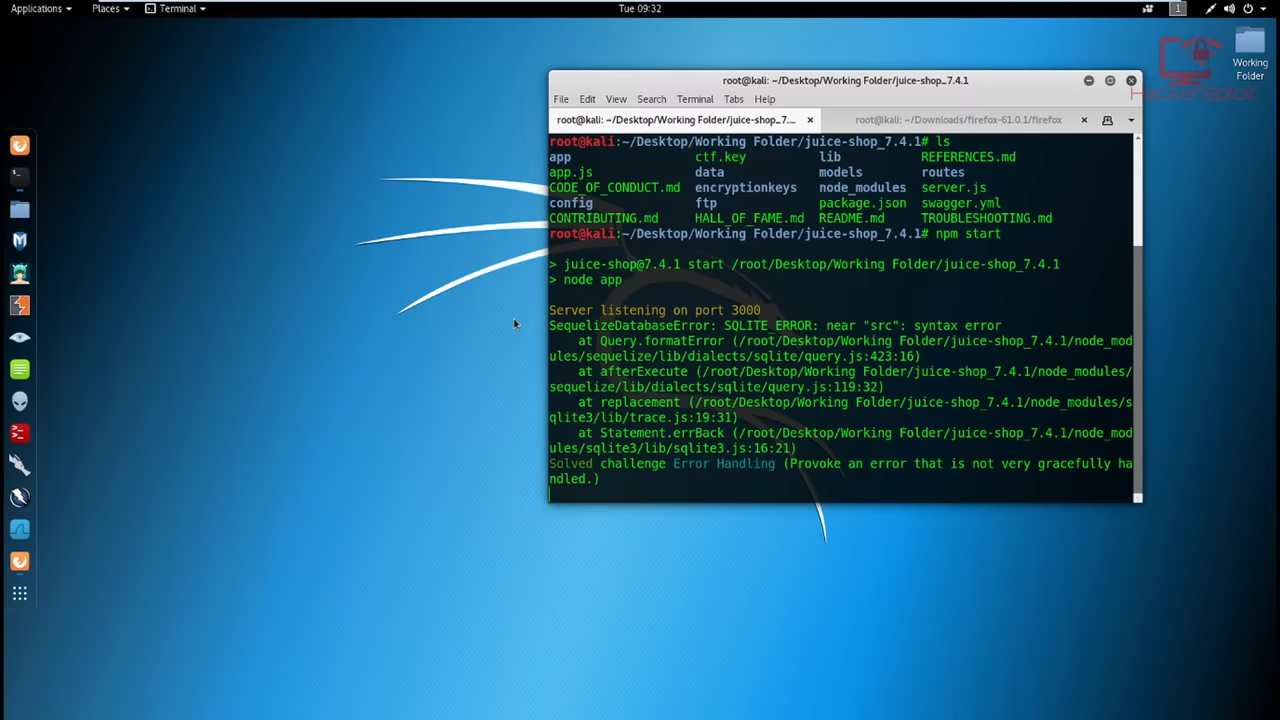 Applications Places Terminal Tue 09:32 1
HackerSploit
Working
Folder
root@kali: ~/Desktop/Working Folder/juice-shop_7.4.1
File Edit View Search Terminal Tabs Help
root@kali: ~/Desktop/Working Folder/juice-shop_7.... root@kali: ~/Downloads/firefox-61.0.1/firefox
root@kali:~/Desktop/Working Folder/juice-shop_7.4.1# ls
app ctf.key lib REFERENCES.md
app.js data models routes
CODE_OF_CONDUCT.md encryptionkeys node_modules server.js
config ftp package.json swagger.yml
CONTRIBUTING.md HALL_OF_FAME.md README.md TROUBLESHOOTING.md
root@kali:~/Desktop/Working Folder/juice-shop_7.4.1# npm start
> juice-shop@7.4.1 start /root/Desktop/Working Folder/juice-shop_7.4.1
> node app
Server listening on port 3000
SequelizeDatabaseError: SQLITE_ERROR: near "src": syntax error
at Query.formatError (/root/Desktop/Working Folder/juice-shop_7.4.1/node_mod
ules/sequelize/lib/dialects/sqlite/query.js:423:16)
at afterExecute (/root/Desktop/Working Folder/juice-shop_7.4.1/node_modules/
sequelize/lib/dialects/sqlite/query.js:119:32)
at replacement (/root/Desktop/Working Folder/juice-shop_7.4.1/node_modules/s
qlite3/lib/trace.js:19:31)
at Statement.errBack (/root/Desktop/Working Folder/juice-shop_7.4.1/node_mod
ules/sqlite3/lib/sqlite3.js:16:21)
Solved challenge Error Handling (Provoke an error that is not very gracefully ha
ndled.)